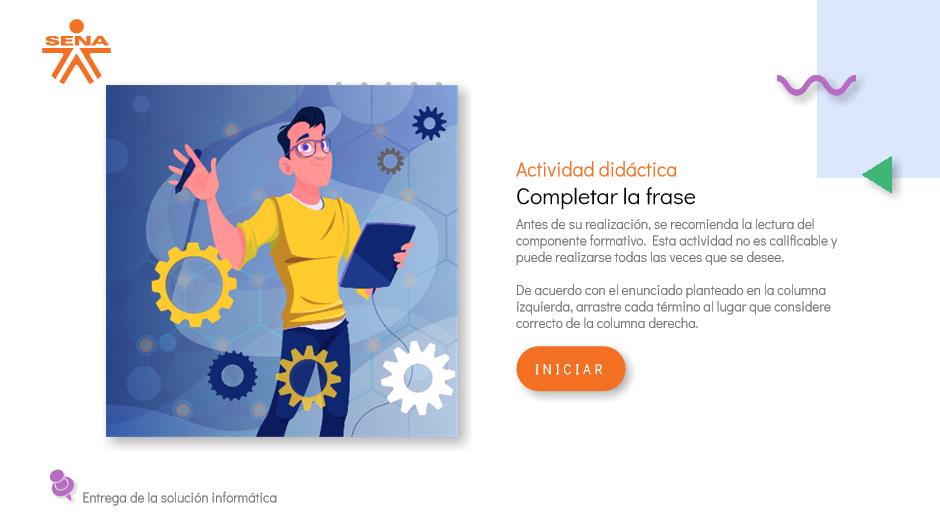 SENA
Actividad didáctica
Completar la frase
Antes de su realización, se recomienda la lectura del
componente formativo. Esta actividad no es calificable y
puede realizarse todas las veces que se desee.
De acuerdo con el enunciado planteado en la columna
izquierda, arrastre cada término al lugar que considere
correcto de la columna derecha.
INICIAR
Entrega de la solución informática